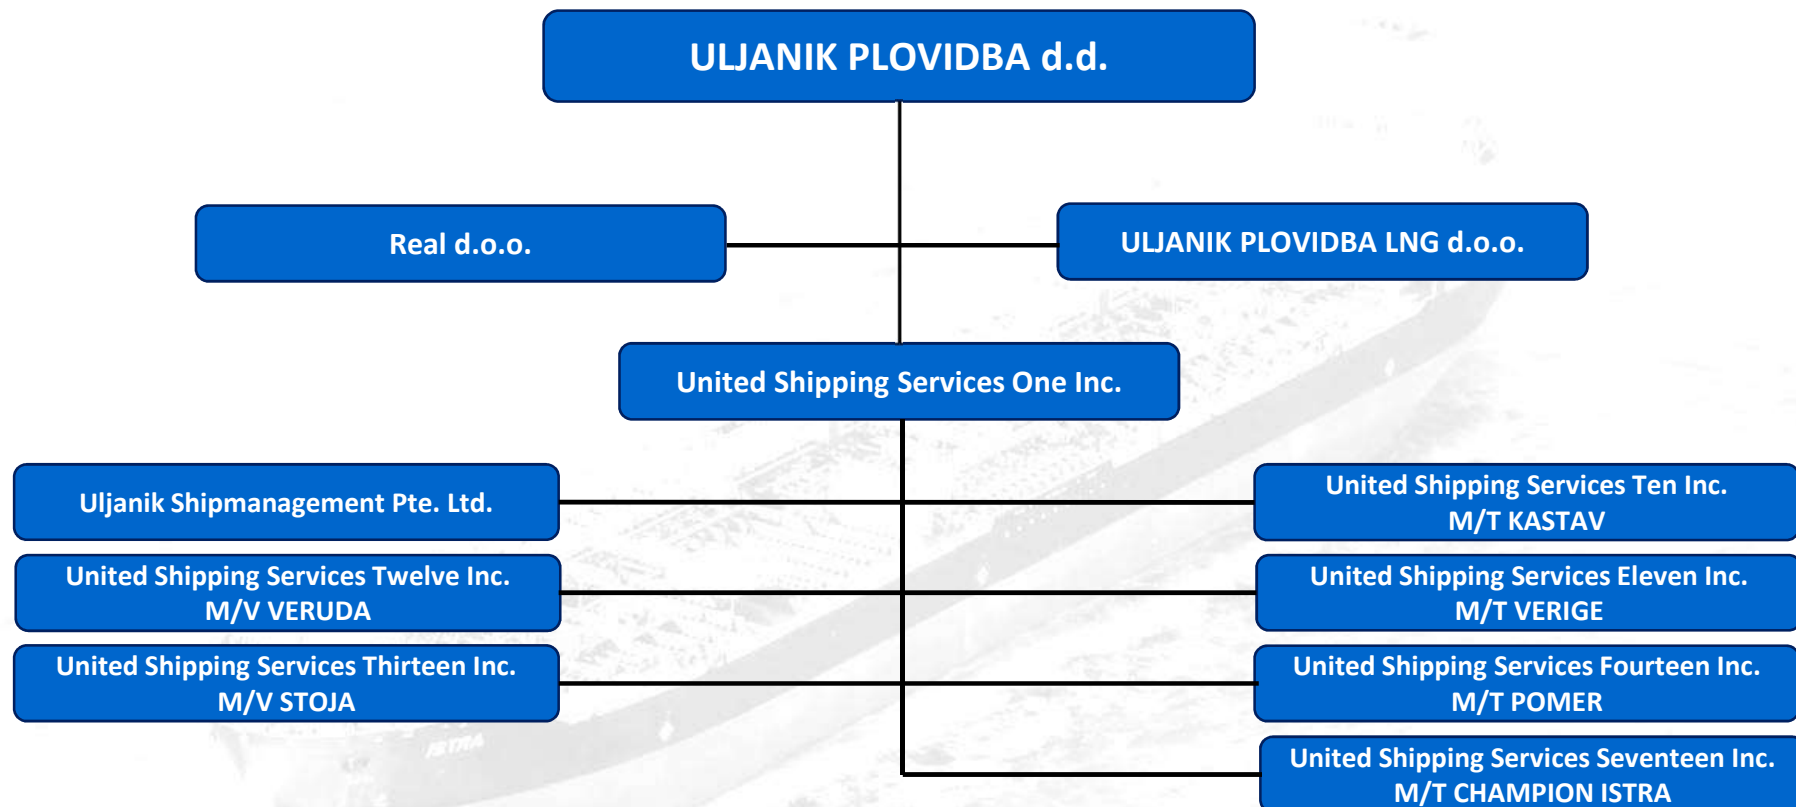 ULJANIK PLOVIDBA d.d.
Real d.o.o.
ULJANIK PLOVIDBA LNG d.o.o.
United Shipping Services One Inc.
Uljanik Shipmanagement Pte. Ltd.
United Shipping Services Ten Inc.
M/T KASTAV
United Shipping Services Twelve Inc.
M/V VERUDA
United Shipping Services Eleven Inc.
M/T VERIGE
United Shipping Services Thirteen Inc.
M/V STOJA
United Shipping Services Fourteen Inc.
M/T POMER
ISTRA
United Shipping Services Seventeen Inc.
M/T CHAMPION ISTRA